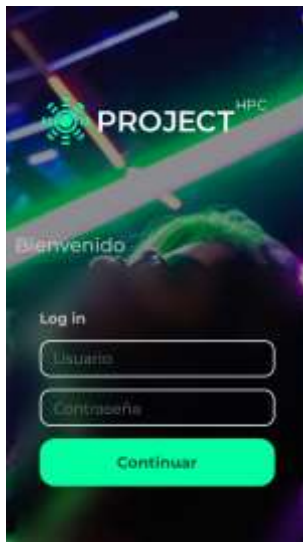 PROJECT HPC
Bienvenido
Log in
Usuario
Contraseña
Continuar